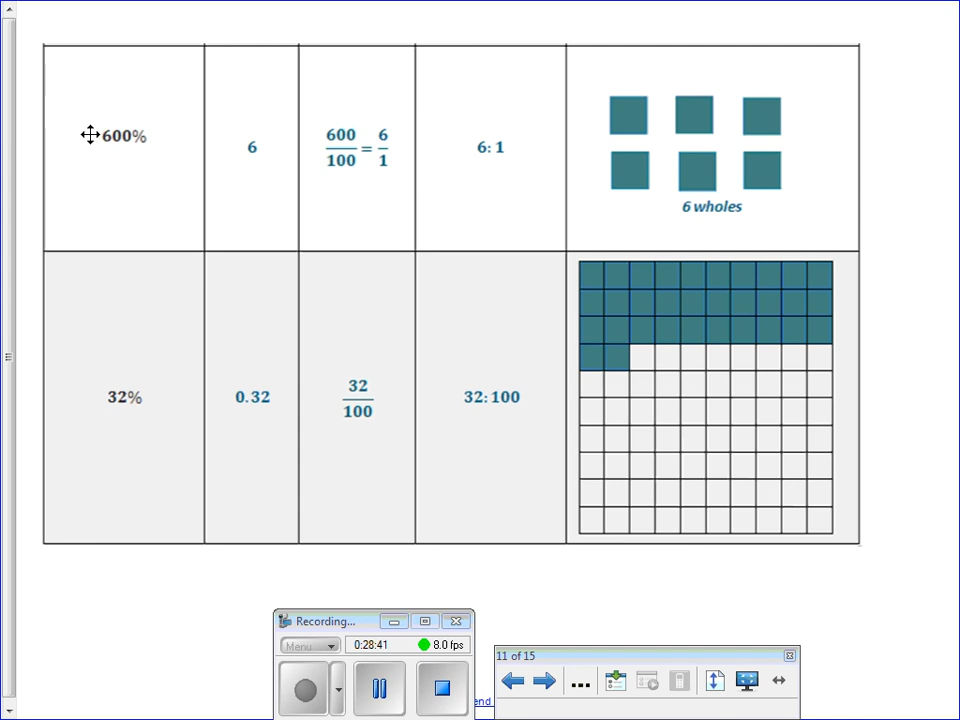 600%
6
600/100 = 6/1
6: 1
6 wholes
32%
0.32
32/100
32: 100
Recording...
Menu
0:28:41
8.0 fps
11 of 15
...
end